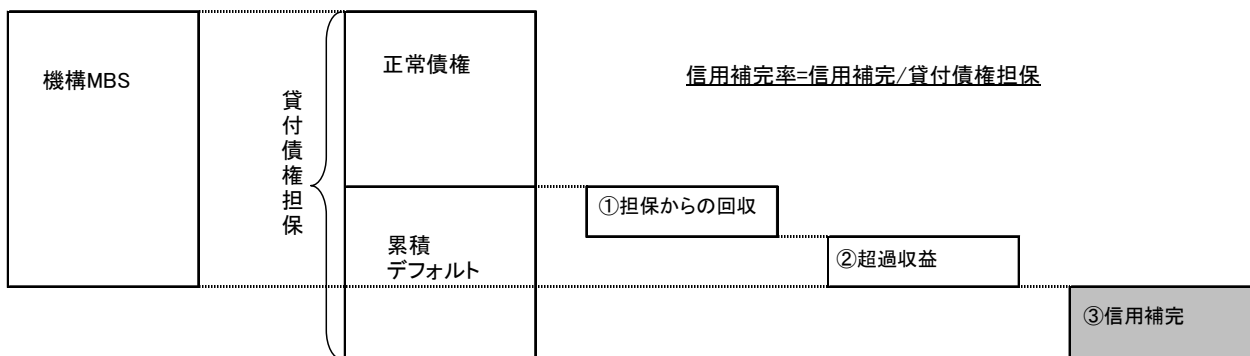 機構MBS
貸付債権担保
正常債権
信用補完率=信用補完/貸付債権担保
①担保からの回収
累積
デフォルト
②超過収益
③信用補完